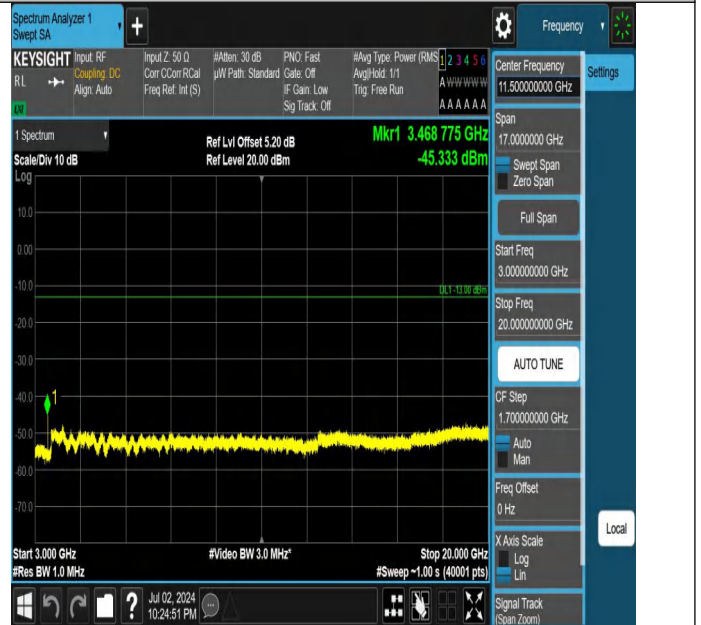 Spectrum Analyzer 1
Swept SA
Frequency
KEYSIGHT
RL
LXI
Input: RF
Coupling: DC
Align: Auto
Input Z: 50 Ω
Corr CCorr RCal
Freq Ref: Int (S)
#Atten: 30 dB
µW Path: Standard
PNO: Fast
Gate: Off
IF Gain: Low
Sig Track: Off
#Avg Type: Power (RMS
Avg|Hold: 1/1
Trig: Free Run
1 2 3 4 5 6
A W W W W W
A A A A A A
1 Spectrum
Scale/Div 10 dB
Log
Ref Lvl Offset 5.20 dB
Ref Level 20.00 dBm
Mkr1 3.468 775 GHz
-45.333 dBm
10.0
0.00
-10.0
DL1 -13.00 dBm
-20.0
-30.0
-40.0
1
-50.0
-60.0
-70.0
Start 3.000 GHz
#Res BW 1.0 MHz
#Video BW 3.0 MHz*
Stop 20.000 GHz
#Sweep ~1.00 s (40001 pts)
Jul 02, 2024
10:24:51 PM
Center Frequency
11.500000000 GHz
Settings
Span
17.0000000 GHz
Swept Span
Zero Span
Full Span
Start Freq
3.000000000 GHz
Stop Freq
20.000000000 GHz
AUTO TUNE
CF Step
1.700000000 GHz
Auto
Man
Freq Offset
0 Hz
X Axis Scale
Log
Lin
Local
Signal Track
(Span Zoom)